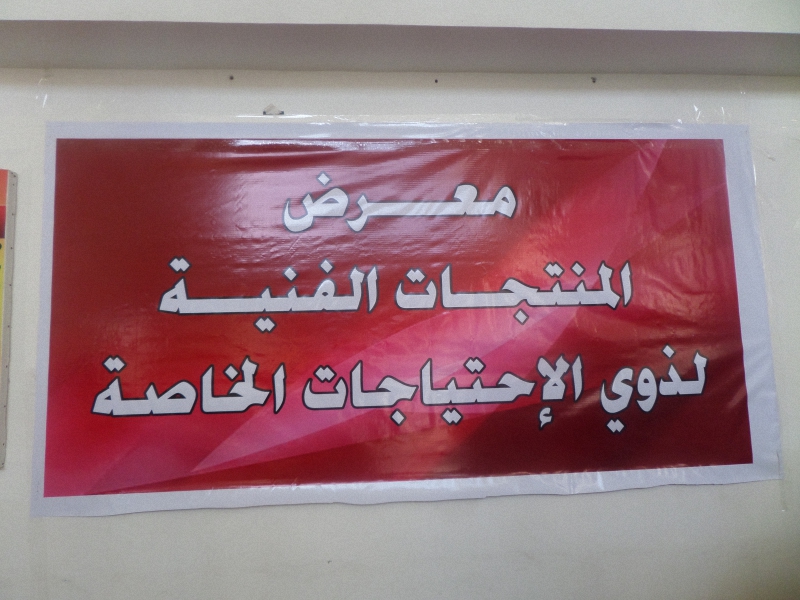 معرض
المنتجات الفنية
لذوي الإحتياجات الخاصة